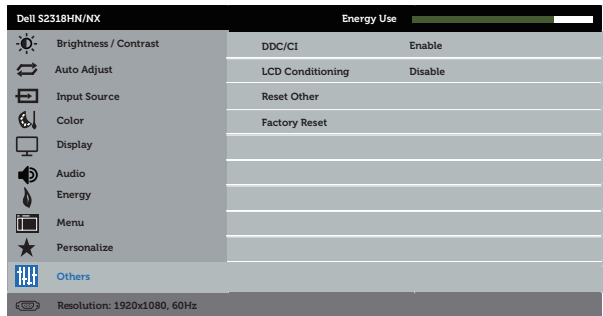 Dell S2318HN/NX Energy Use
Brightness / Contrast DDC/CI Enable
Auto Adjust LCD Conditioning Disable
Input Source Reset Other
Color Factory Reset
Display
Audio
Energy
Menu
Personalize
Others
Resolution: 1920x1080, 60Hz